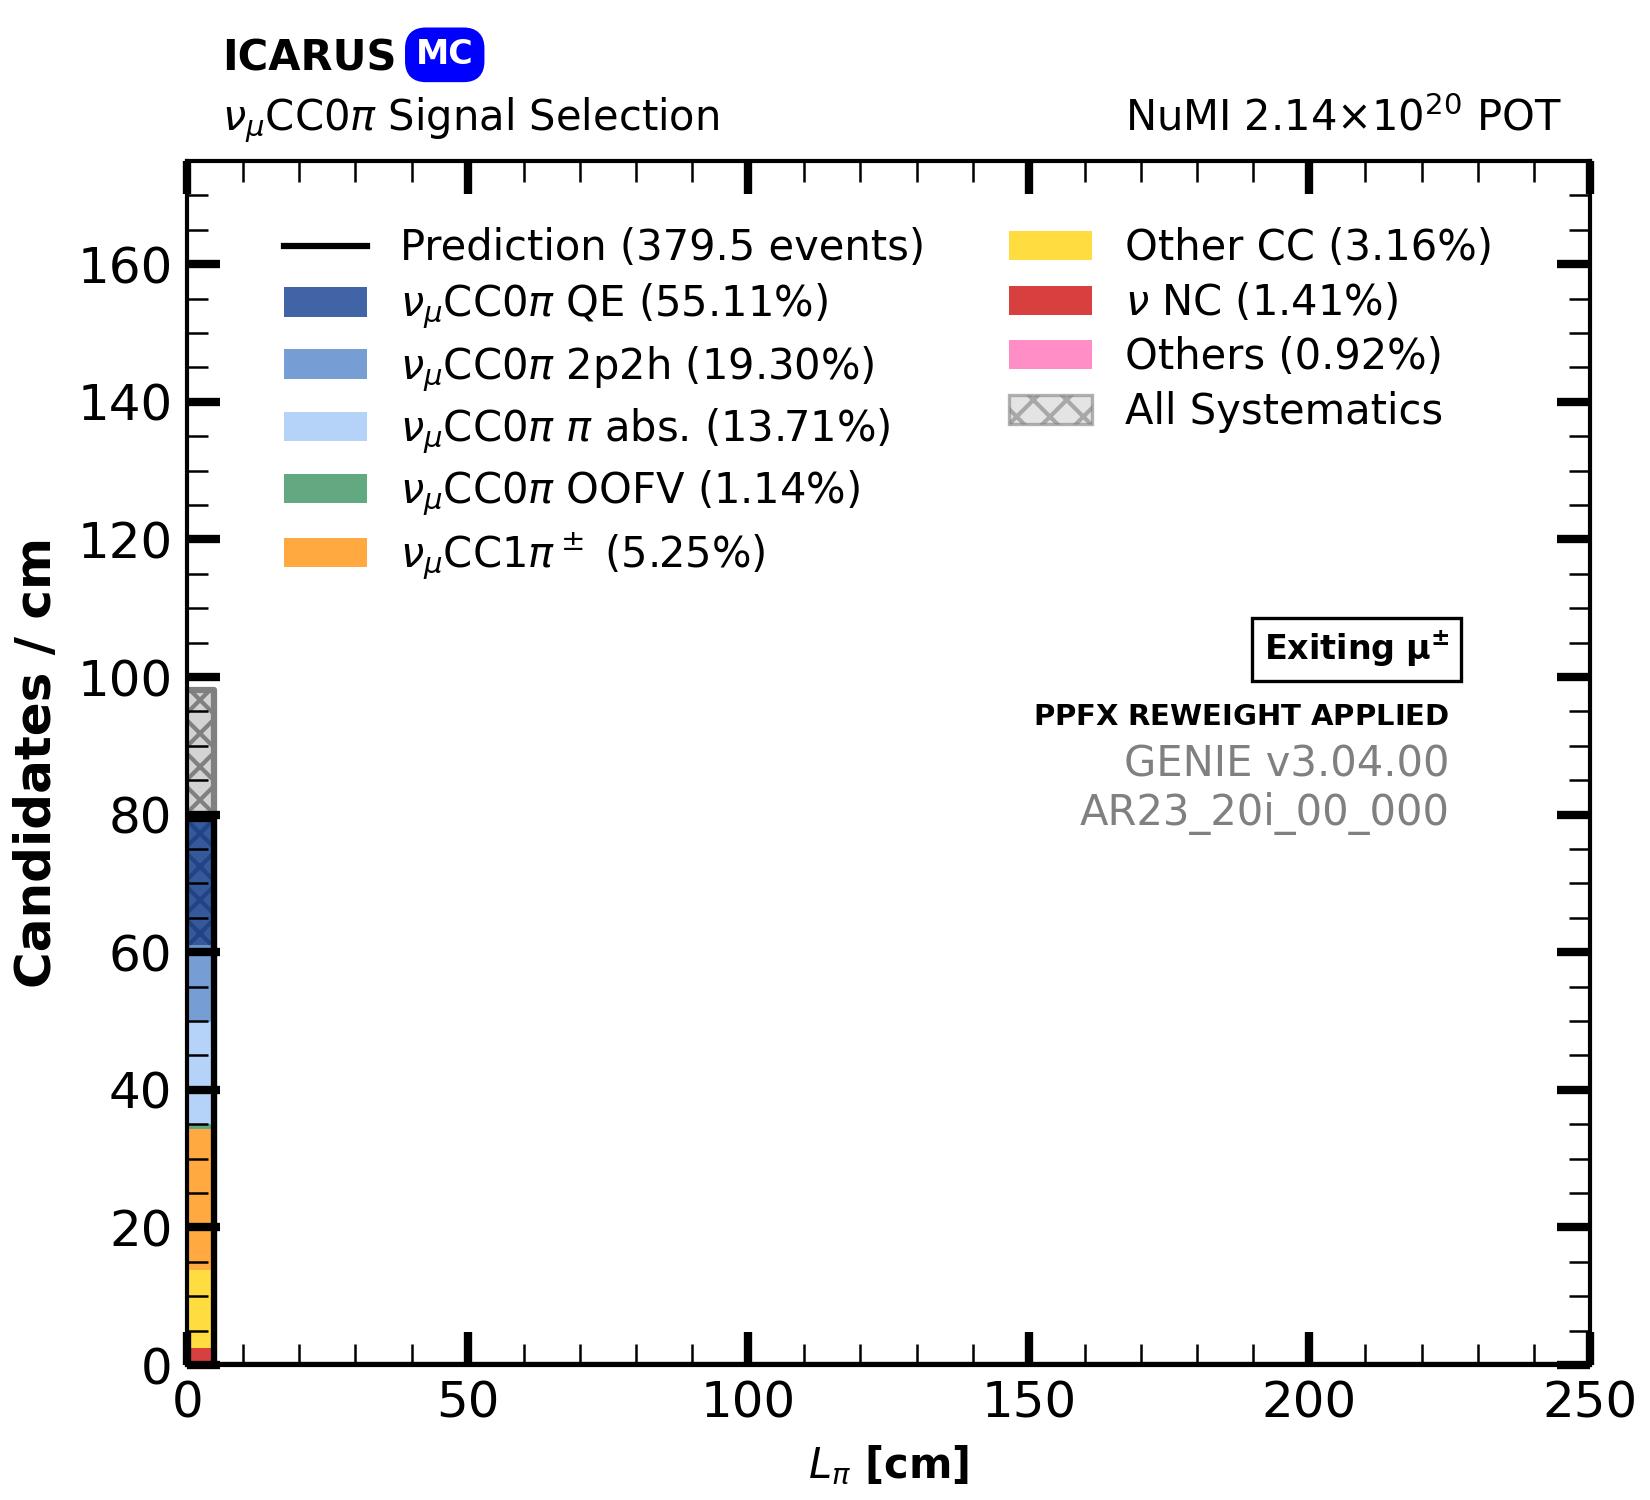 ICARUS MC
νμCC0π Signal Selection
NuMI 2.14×10²⁰ POT
Prediction (379.5 events)
νμCC0π QE (55.11%)
νμCC0π 2p2h (19.30%)
νμCC0π π abs. (13.71%)
νμCC0π OOFV (1.14%)
νμCC1π± (5.25%)
Other CC (3.16%)
ν NC (1.41%)
Others (0.92%)
All Systematics
Exiting μ±
PPFX REWEIGHT APPLIED
GENIE v3.04.00
AR23_20i_00_000
Candidates / cm
160
140
120
100
80
60
40
20
0
0 50 100 150 200 250
Lπ [cm]